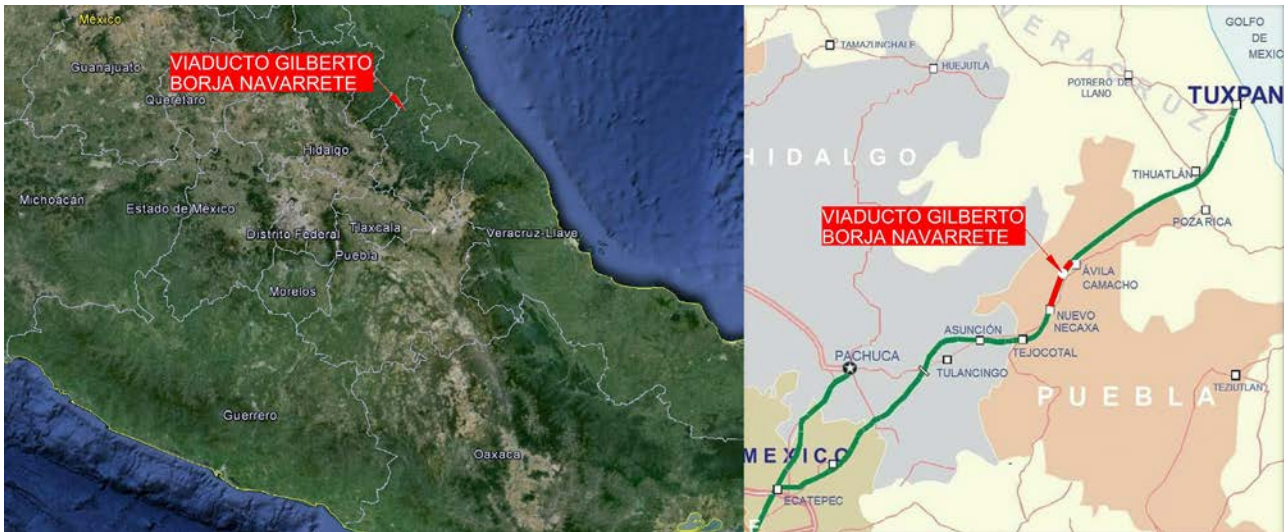 México
VIADUCTO GILBERTO
BORJA NAVARRETE
Guanajuato
Querétaro
Hidalgo
Michoacán
Estado de México
Distrito Federal
Tlaxcala
Puebla
Veracruz-Llave
Morelos
Guerrero
Oaxaca
GOLFO
DE
MEXIC
TAMAZUNCHALE
HUEJUTLA
VERACRUZ
POTRERO DEL
LLANO
TUXPAN
HIDALGO
TIHUATLÁN
POZA RICA
VIADUCTO GILBERTO
BORJA NAVARRETE
ÁVILA
CAMACHO
NUEVO
NECAXA
ASUNCIÓN
TEJOCOTAL
PACHUCA
TULANCINGO
TEZIUTLAN
PUEBLA
MEXICO
ECATEPEC
E